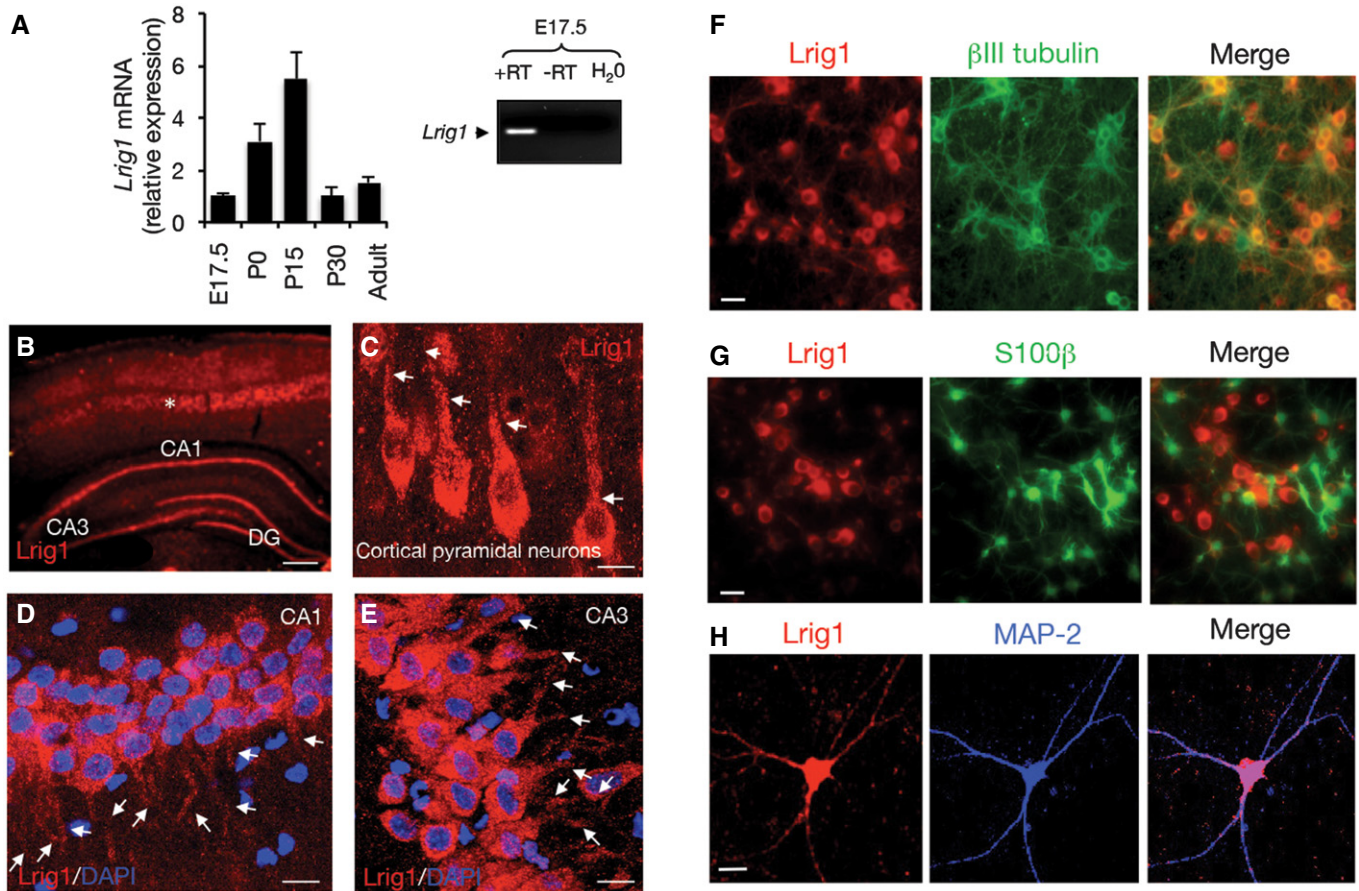 A
8
6
4
2
0
Lrig1 mRNA
(relative expression)
E17.5
P0
P15
P30
Adult
E17.5
+RT -RT H20
Lrig1
B
*
CA1
CA3
DG
Lrig1
C
Lrig1
Cortical pyramidal neurons
D
CA1
Lrig1/DAPI
E
CA3
Lrig1/DAPI
F
Lrig1 βIII tubulin Merge
G
Lrig1 S100β Merge
H
Lrig1 MAP-2 Merge